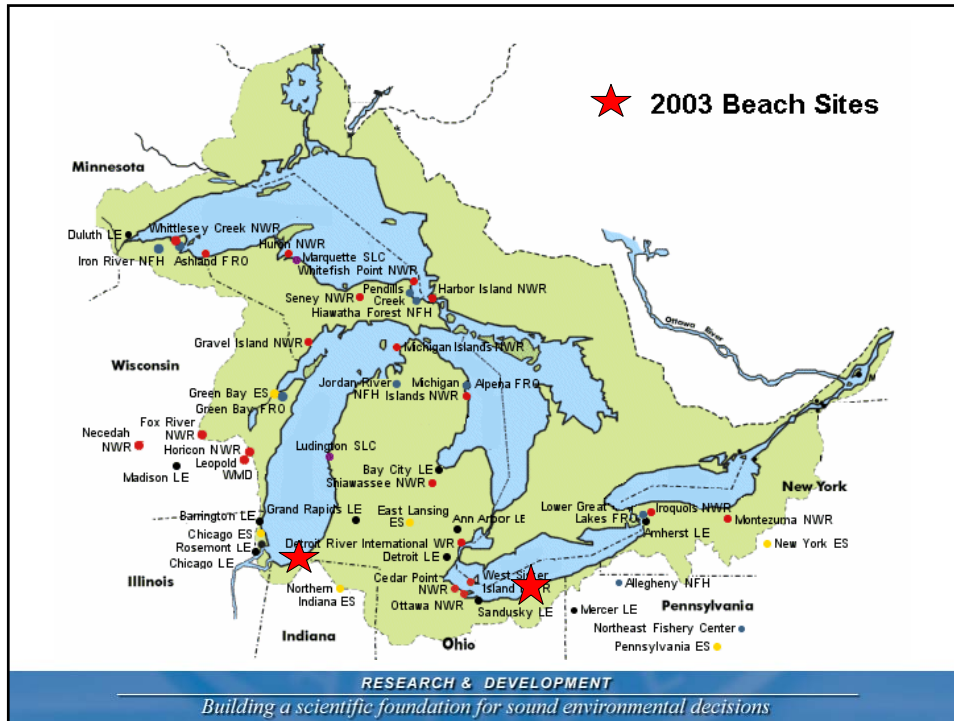 2003 Beach Sites
Minnesota
Duluth LE
Whittlesey Creek NWR
Iron River NFH
Ashland FRO
Huron NWR
Marquette SLC
Whitefish Point NWR
Pendills
Creek
Harbor Island NWR
Seney NWR
Hiawatha Forest NFH
Ottawa River
Gravel Island NWR
Michigan Islands NWR
Wisconsin
Green Bay ES
Green Bay FRO
Jordan River
NFH
Michigan
Islands NWR
Alpena FRO
Fox River
NWR
Necedah
NWR
Horicon NWR
Leopold
WMD
Madison LE
Ludington SLC
Bay City LE
Shiawassee NWR
New York
Barrington LE
Grand Rapids LE
East Lansing
ES
Ann Arbor LE
Lower Great
Lakes FRO
Iroquois NWR
Montezuma NWR
Amherst LE
New York ES
Chicago ES
Rosemont LE
Chicago LE
Detroit River International WR
Detroit LE
Illinois
Northern
Indiana ES
Cedar Point
NWR
West Sister
Island
Ottawa NWR
Sandusky LE
Allegheny NFH
Mercer LE
Pennsylvania
Northeast Fishery Center
Pennsylvania ES
Indiana
Ohio
RESEARCH & DEVELOPMENT
Building a scientific foundation for sound environmental decisions